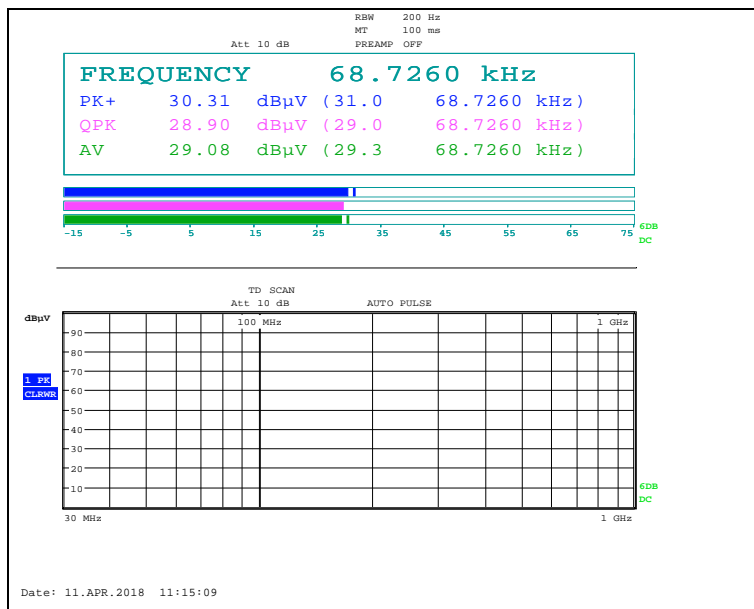 RBW 200 Hz
MT 100 ms
Att 10 dB PREAMP OFF
FREQUENCY 68.7260 kHz
PK+ 30.31 dBµV (31.0 68.7260 kHz)
QPK 28.90 dBµV (29.0 68.7260 kHz)
AV 29.08 dBµV (29.3 68.7260 kHz)
-15 -5 5 15 25 35 45 55 65 75
6DB
DC
TD SCAN
Att 10 dB AUTO PULSE
dBµV
100 MHz 1 GHz
90
80
70
1 PK
60
CLRWR
50
40
30
20
10
6DB
DC
30 MHz 1 GHz
Date: 11.APR.2018 11:15:09